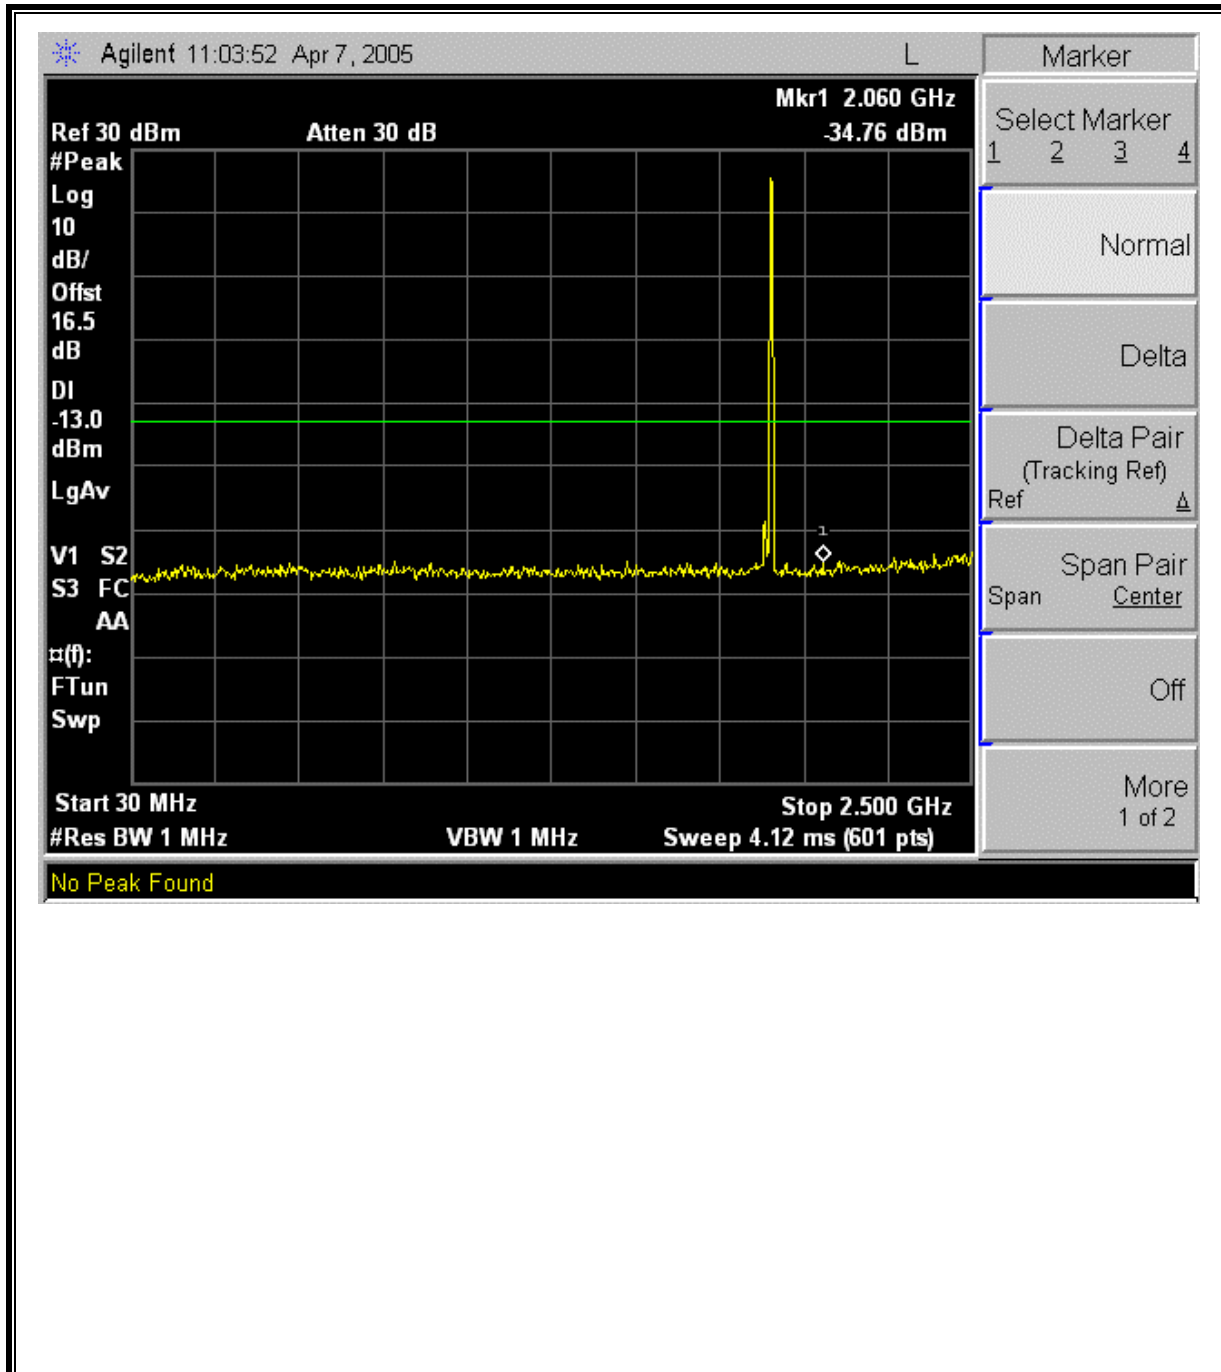 Agilent 11:03:52 Apr 7, 2005 L
Mkr1 2.060 GHz
Ref 30 dBm Atten 30 dB -34.76 dBm
#Peak
Log
10
dB/
Offst
16.5
dB
DI
-13.0
dBm
LgAv
V1 S2
S3 FC
AA
¤(f):
FTun
Swp
1
Start 30 MHz Stop 2.500 GHz
#Res BW 1 MHz VBW 1 MHz Sweep 4.12 ms (601 pts)
No Peak Found
Marker
Select Marker
1 2 3 4
Normal
Delta
Delta Pair
(Tracking Ref)
Ref Δ
Span Pair
Span Center
Off
More
1 of 2